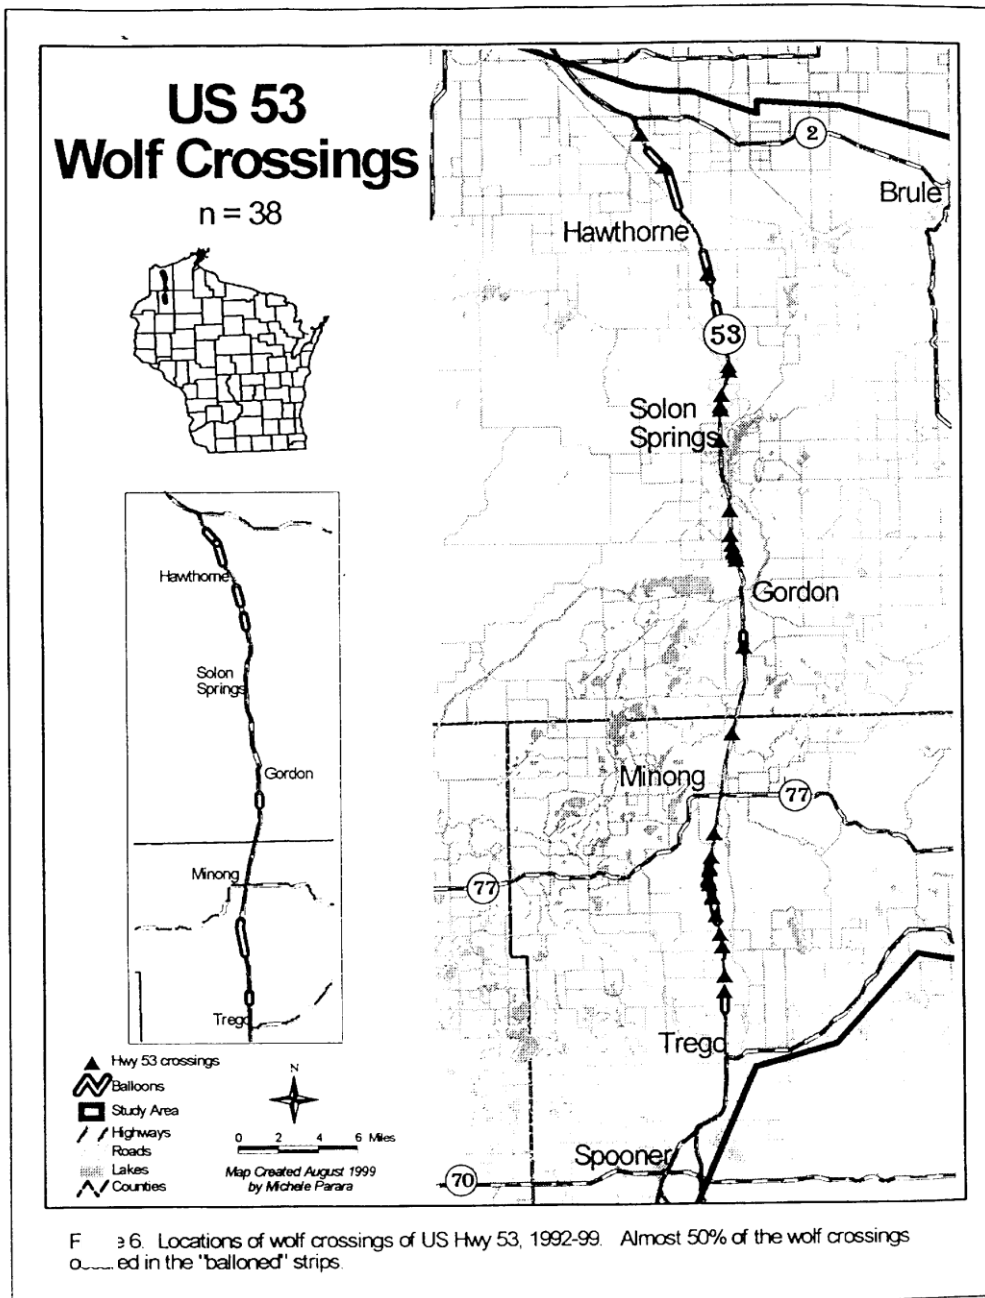 US 53
Wolf Crossings
n = 38
2
Brule
Hawthorne
53
Solon
Springs
Gordon
Minong
77
77
Trego
Spooner
70
Hawthorne
Solon
Springs
Gordon
Minong
Trego
Hwy 53 crossings
Balloons
Study Area
Highways
Roads
Lakes
Counties
N
0 2 4 6 Miles
Map Created August 1999
by Michele Parara
6. Locations of wolf crossings of US Hwy 53, 1992-99. Almost 50% of the wolf crossings
in the "balloned" strips.